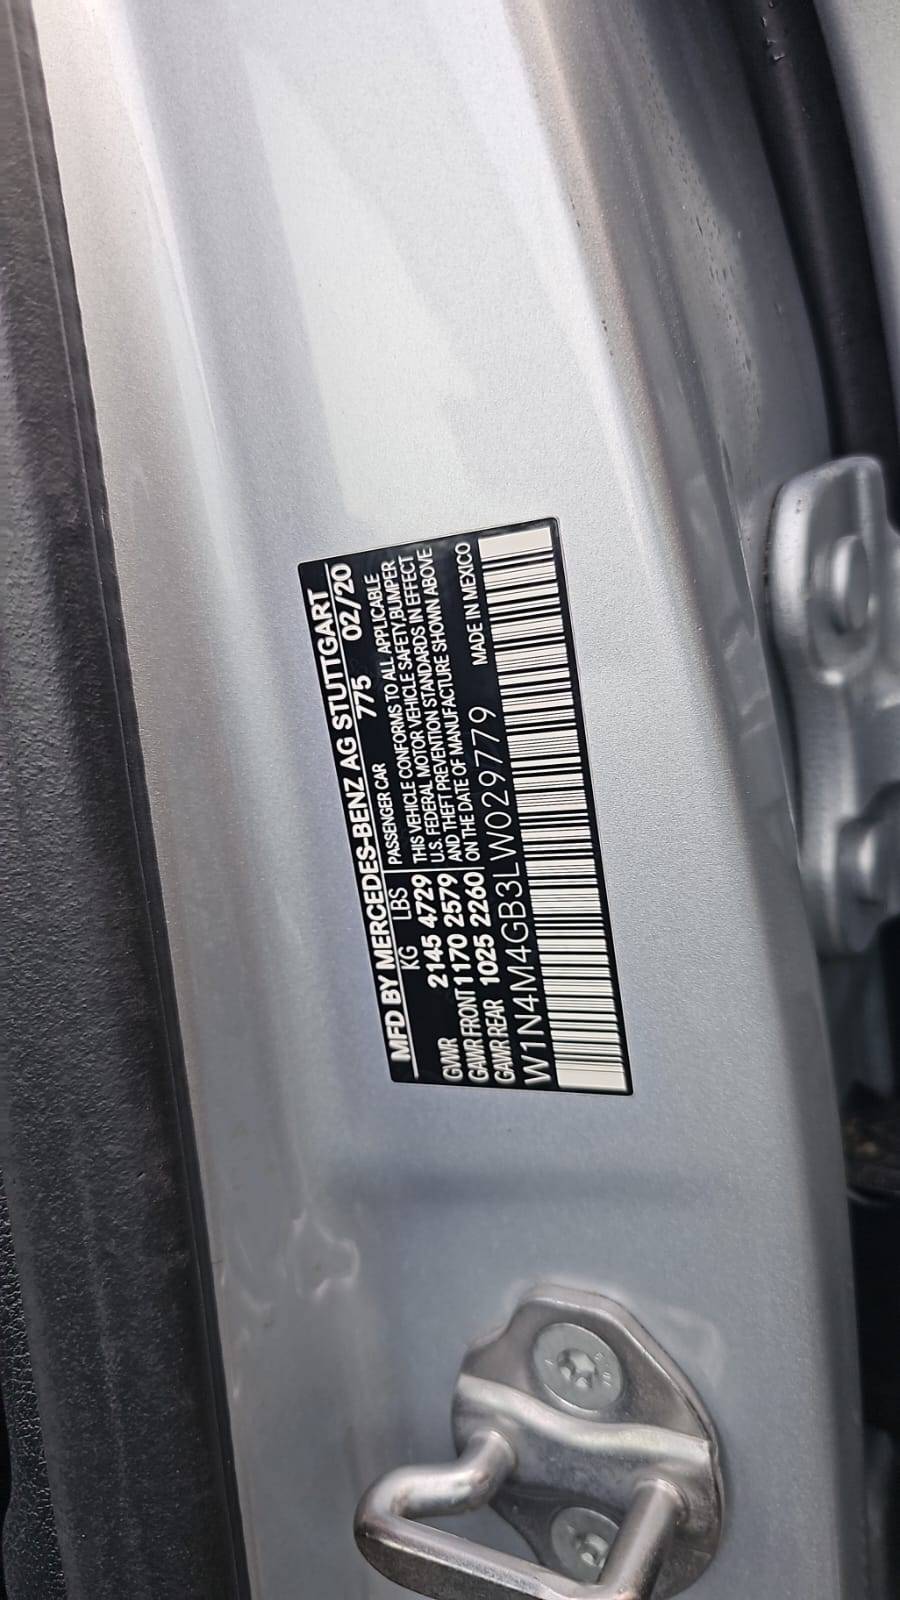 MFD BY MERCEDES-BENZ AG STUTTGART
KG LBS 775 02/20
PASSENGER CAR
GVWR 2145 4729
GAWR FRONT 1170 2579
GAWR REAR 1025 2260
THIS VEHICLE CONFORMS TO ALL APPLICABLE
U.S. FEDERAL MOTOR VEHICLE SAFETY, BUMPER
AND THEFT PREVENTION STANDARDS IN EFFECT
ON THE DATE OF MANUFACTURE SHOWN ABOVE
MADE IN MEXICO
W1N4M4GB3LW029779